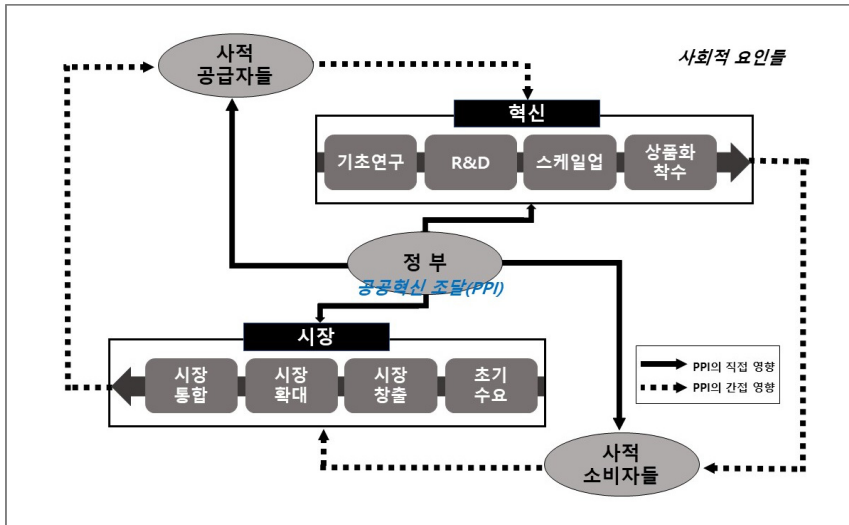 사적
공급자들
사회적 요인들
혁신
기초연구
R&D
스케일업
상품화
착수
정 부
공공혁신 조달(PPI)
시장
시장
통합
시장
확대
시장
창출
초기
수요
PPI의 직접 영향
PPI의 간접 영향
사적
소비자들